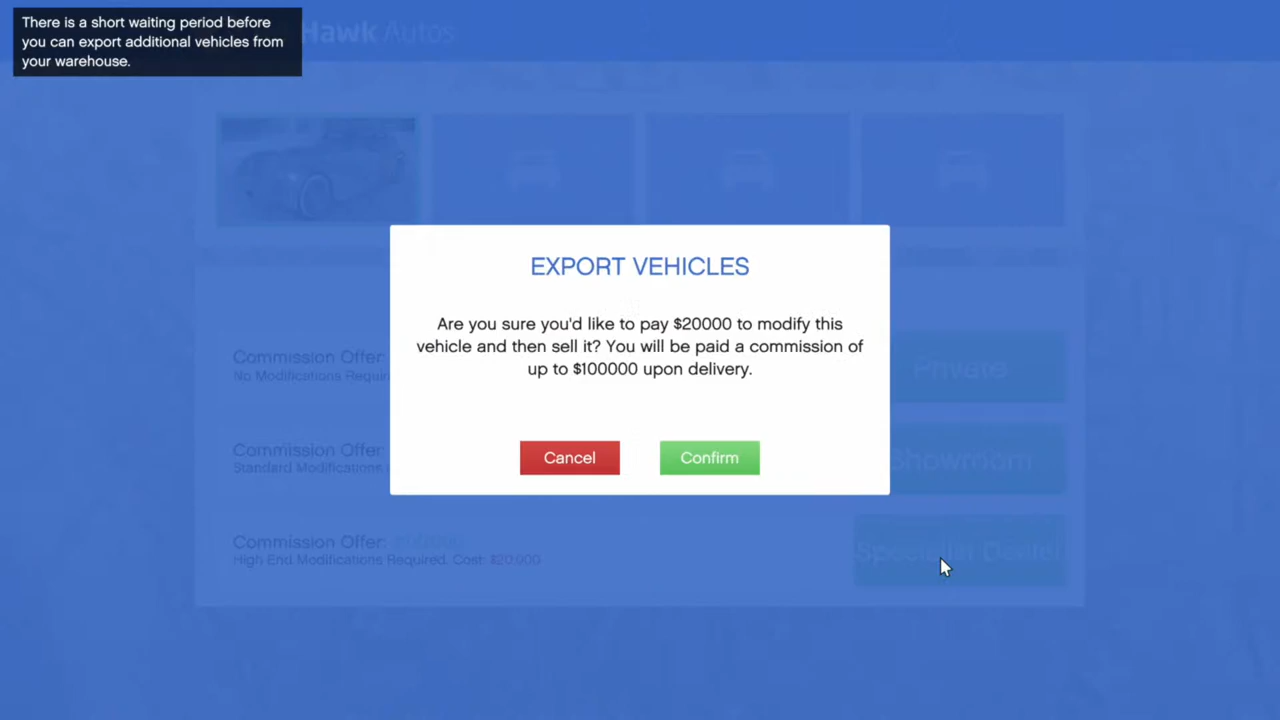 There is a short waiting period before
you can export additional vehicles from
your warehouse.
Hawk Autos
EXPORT VEHICLES
Are you sure you'd like to pay $20000 to modify this
vehicle and then sell it? You will be paid a commission of
up to $100000 upon delivery.
Cancel
Confirm
Commission Offer:
No Modifications
Private
Commission Offer:
Standard Modifications
Showroom
Commission Offer:
High End Modifications Required. Cost: $20,000
Specialist Dealer